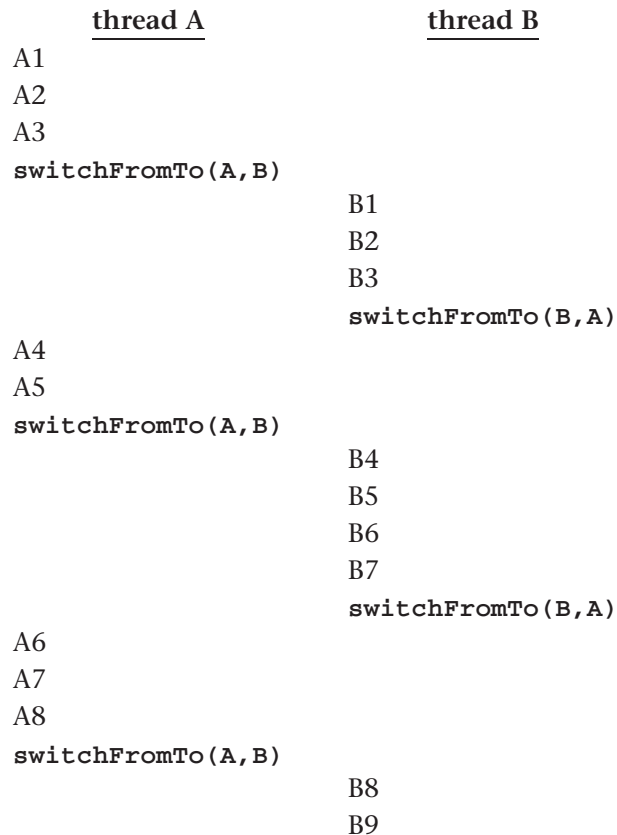 thread A thread B
A1
A2
A3
switchFromTo(A,B)
B1
B2
B3
switchFromTo(B,A)
A4
A5
switchFromTo(A,B)
B4
B5
B6
B7
switchFromTo(B,A)
A6
A7
A8
switchFromTo(A,B)
B8
B9